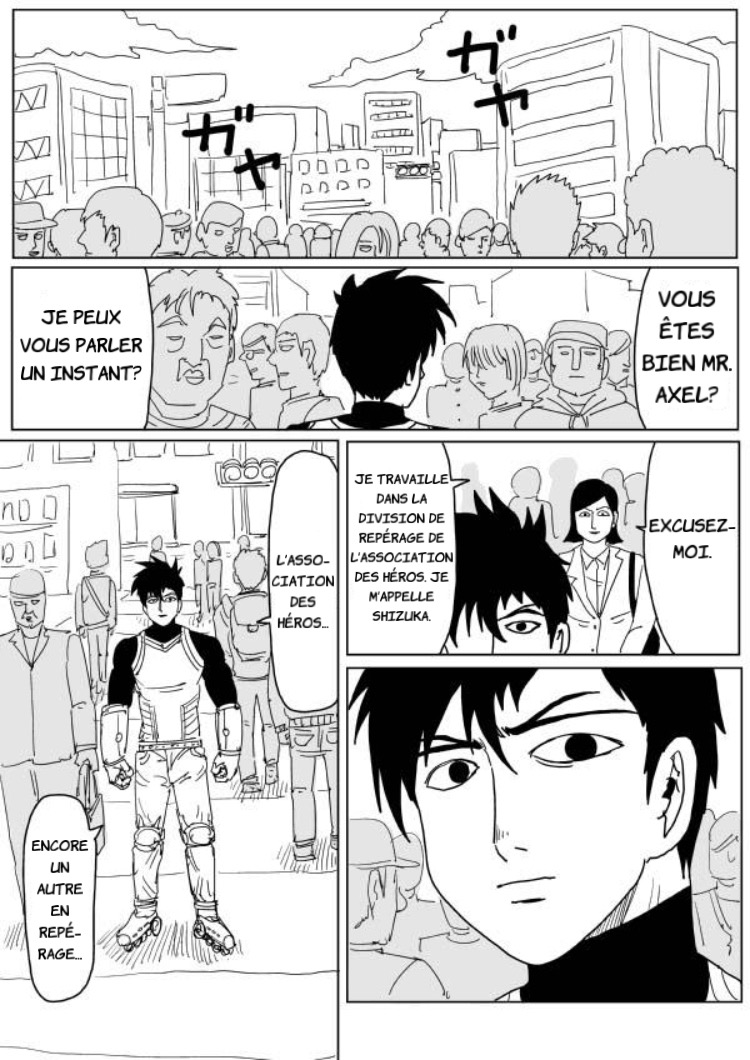 ガヤ
ガヤ
VOUS
ÊTES
BIEN MR.
AXEL?
JE PEUX
VOUS PARLER
UN INSTANT?
EXCUSEZ-
MOI.
JE TRAVAILLE
DANS LA
DIVISION DE
REPÉRAGE DE
L'ASSOCIATION
DES HÉROS. JE
M'APPELLE
SHIZUKA.
L'ASSO-
CIATION
DES
HÉROS...
ENCORE
UN
AUTRE
EN
REPÉ-
RAGE...